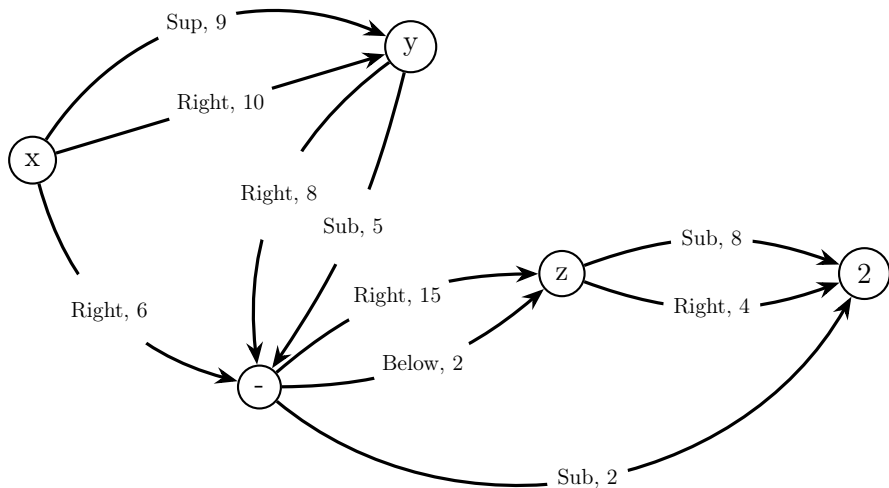 Sup, 9
y
Right, 10
x
Right, 8
Sub, 5
Sub, 8
z
2
Right, 15
Right, 6
Right, 4
Below, 2
-
Sub, 2